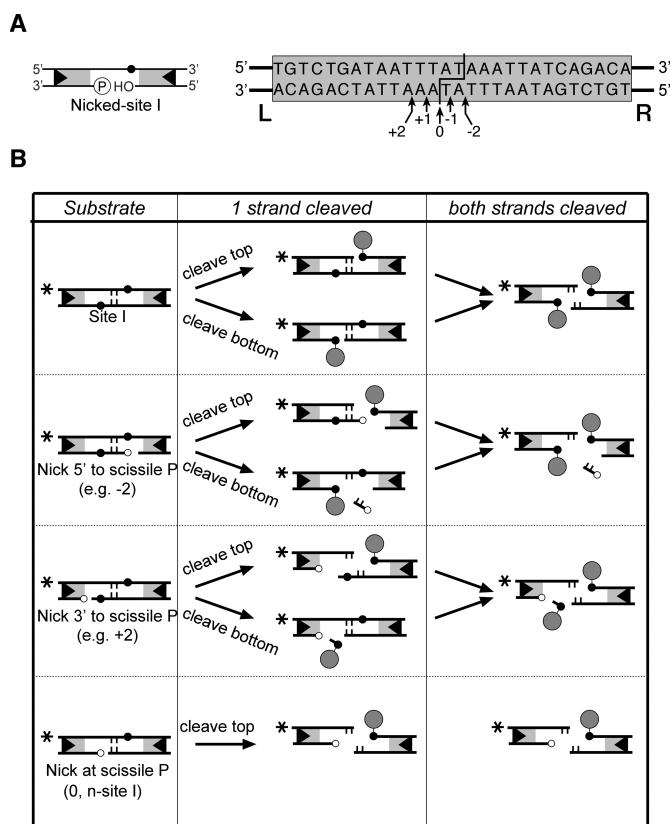 A
5' 3'
3' P HO 5'
Nicked-site I
5' TGTCTGATAATTTATAAATTATCAGACA 3'
3' ACAGACTATTAAATATTTAATAGTCTGT 5'
L R
+2 +1 0 -1 -2
B
Substrate 1 strand cleaved both strands cleaved
* cleave top * *
Site I
cleave bottom *
* cleave top * *
Nick 5' to scissile P
(e.g. -2)
cleave bottom *
* cleave top * *
Nick 3' to scissile P
(e.g. +2)
cleave bottom *
* cleave top * *
Nick at scissile P
(0, n-site I)